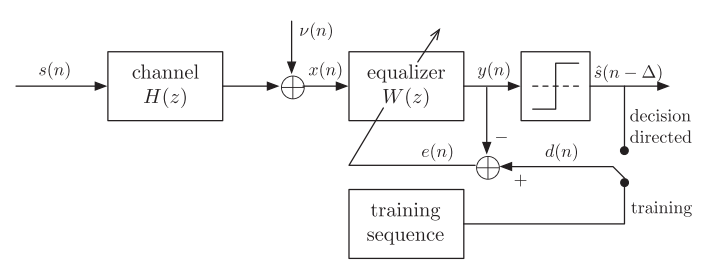 ν(n)
s(n)
channel
H(z)
x(n)
equalizer
W(z)
y(n)
ŝ(n − Δ)
decision
directed
−
e(n)
d(n)
+
training
sequence
training